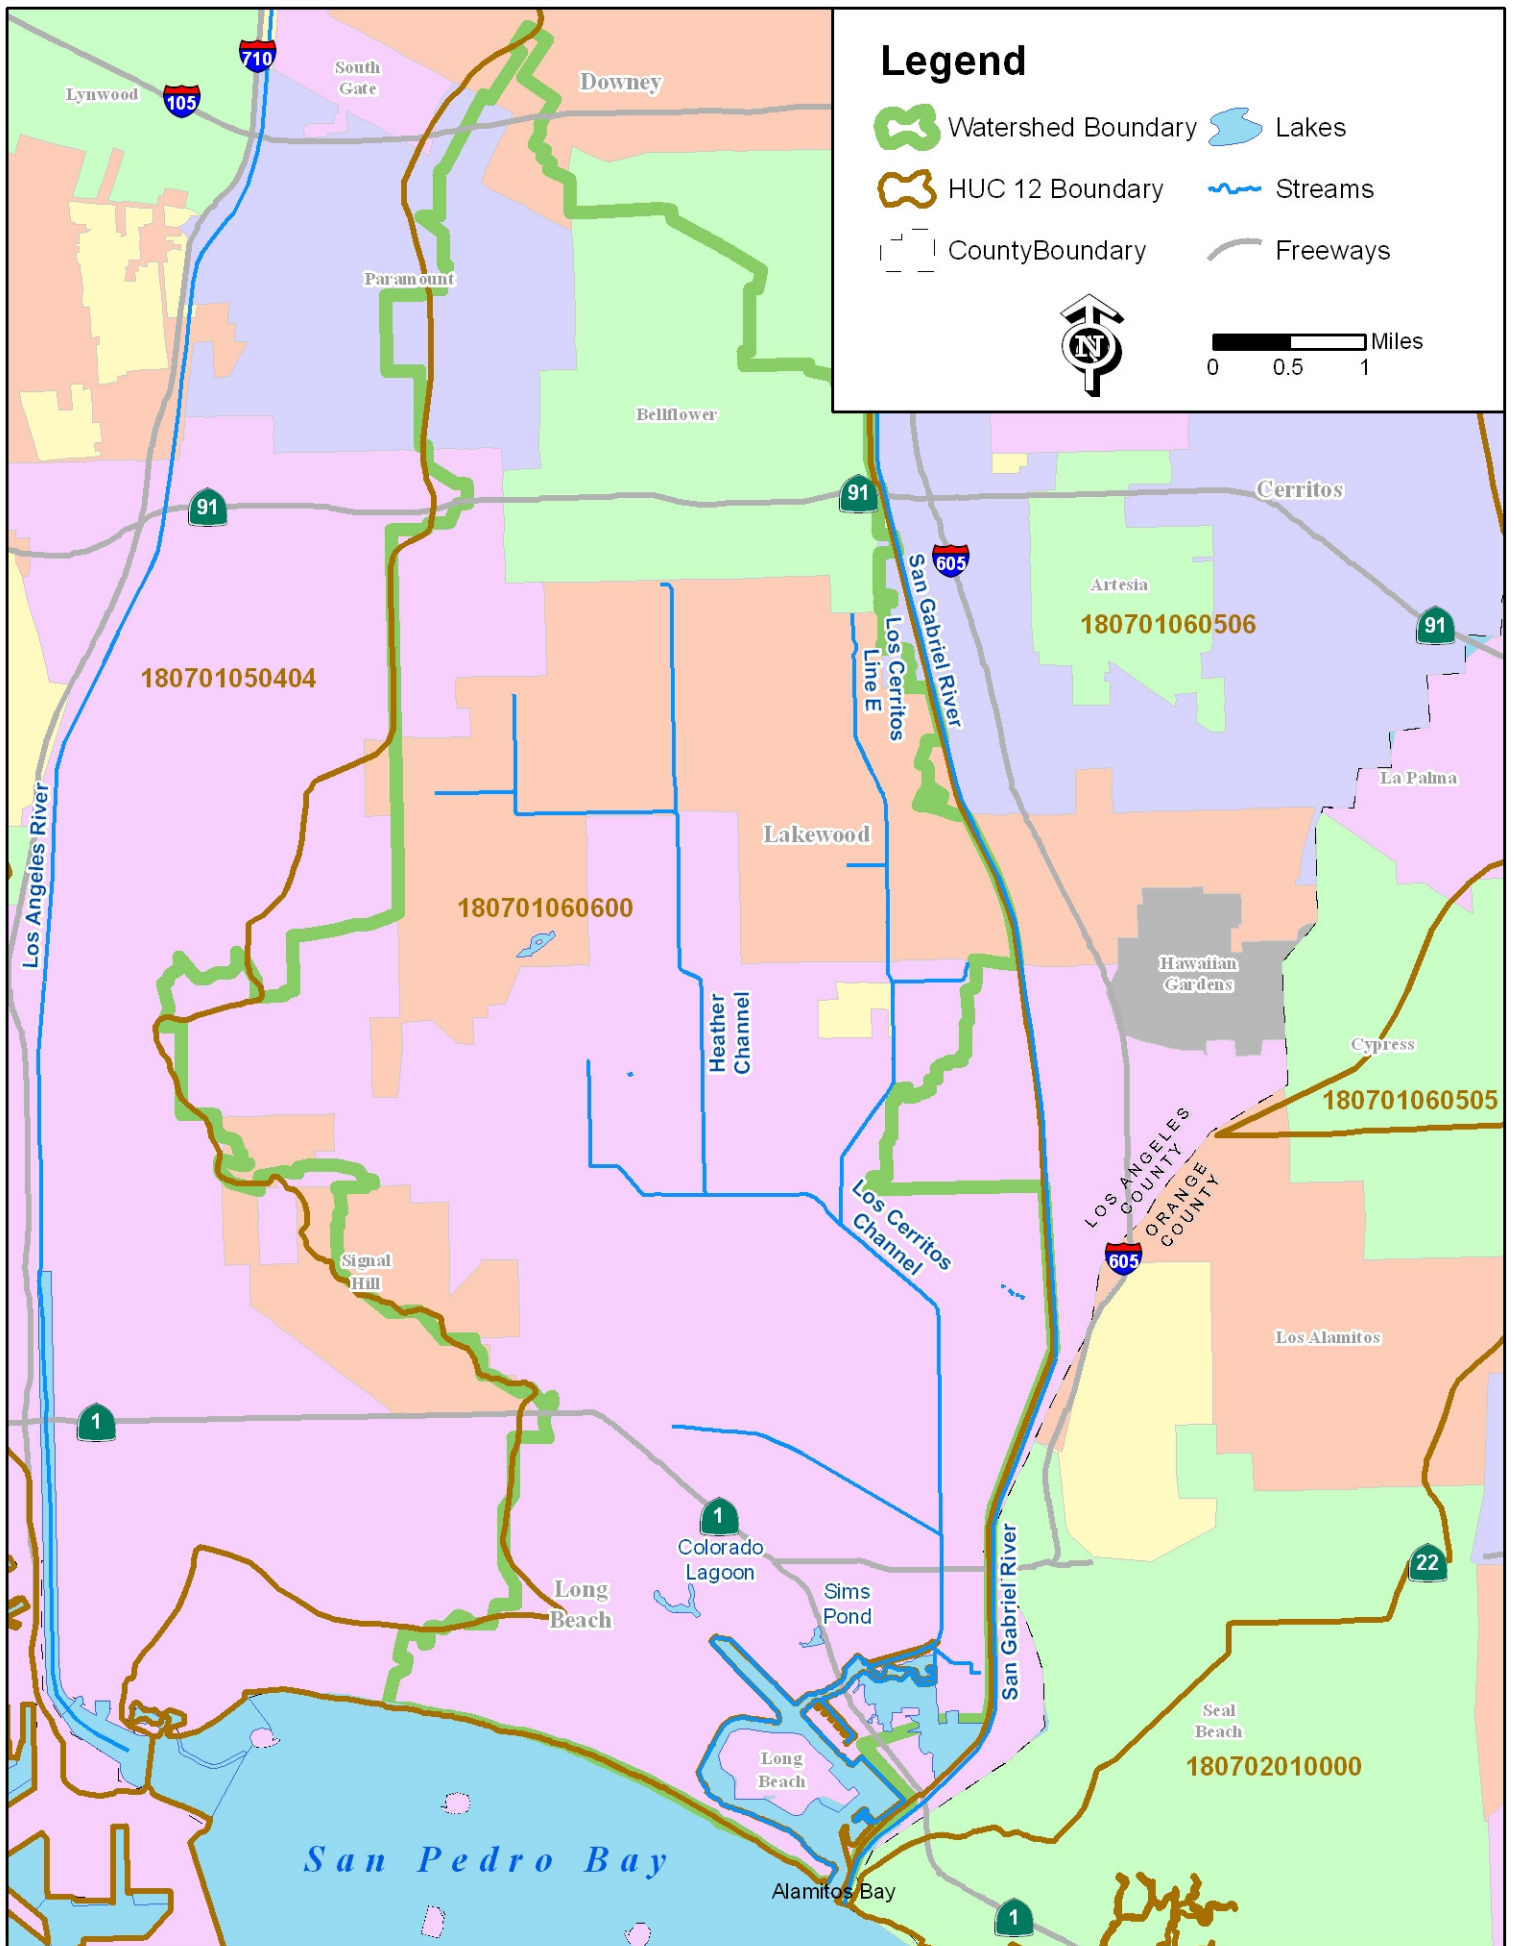 Legend
Watershed Boundary
Lakes
HUC 12 Boundary
Streams
CountyBoundary
Freeways
N
Miles
0 0.5 1
710
South
Gate
Downey
Lynwood
105
Paramount
Bellflower
91
91
Cerritos
605
Artesia
180701060506
91
San Gabriel River
Los Cerritos
Line E
180701050404
La Palma
Los Angeles River
Lakewood
180701060600
Hawaiian
Gardens
Heather
Channel
Cypress
180701060505
LOS ANGELES
COUNTY
ORANGE
COUNTY
Los Cerritos
Channel
605
Signal
Hill
Los Alamitos
1
1
Colorado
Lagoon
22
Long
Beach
Sims
Pond
San Gabriel River
Seal
Beach
180702010000
Long
Beach
San Pedro Bay
Alamitos Bay
1